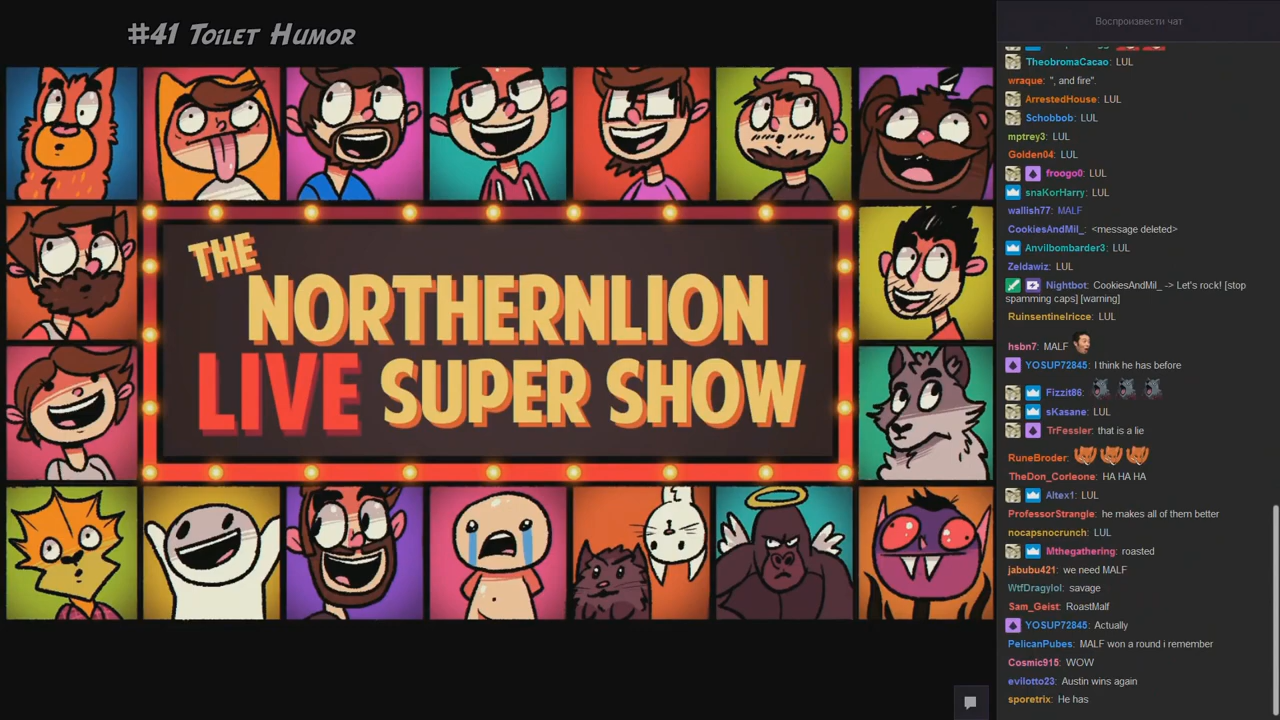 #41 Toilet Humor
THE
NORTHERNLION
LIVE SUPER SHOW
Воспроизвести чат
TheobromaCacao: LUL
wraque: ", and fire".
ArrestedHouse: LUL
Schobbob: LUL
mptrey3: LUL
Golden04: LUL
froogo0: LUL
snaKorHarry: LUL
wallish77: MALF
CookiesAndMil_: <message deleted>
Anvilbombarder3: LUL
Zeldawiz: LUL
Nightbot: CookiesAndMil_ -> Let's rock! [stop
spamming caps] [warning]
RuinsentineIricce: LUL
hsbn7: MALF
YOSUP72845: I think he has before
Fizzit86:
sKasane: LUL
TrFessler: that is a lie
RuneBroder:
TheDon_Corleone: HA HA HA
Altex1: LUL
ProfessorStrangle: he makes all of them better
nocapsnocrunch: LUL
Mthegathering: roasted
jabubu421: we need MALF
WtfDragylol: savage
Sam_Geist: RoastMalf
YOSUP72845: Actually
PelicanPubes: MALF won a round i remember
Cosmic915: WOW
evilotto23: Austin wins again
sporetrix: He has